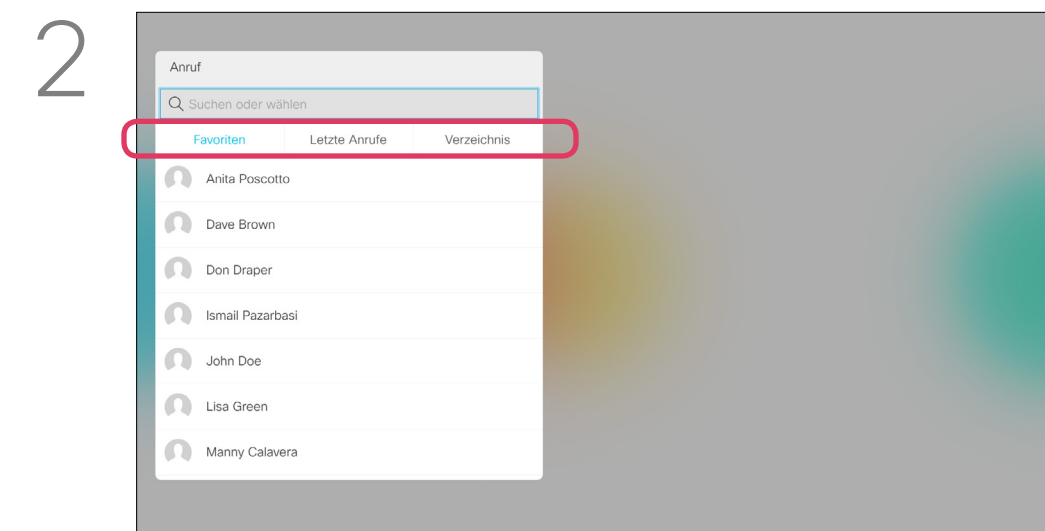 2
Anruf
Suchen oder wählen
Favoriten Letzte Anrufe Verzeichnis
Anita Poscotto
Dave Brown
Don Draper
Ismail Pazarbasi
John Doe
Lisa Green
Manny Calavera